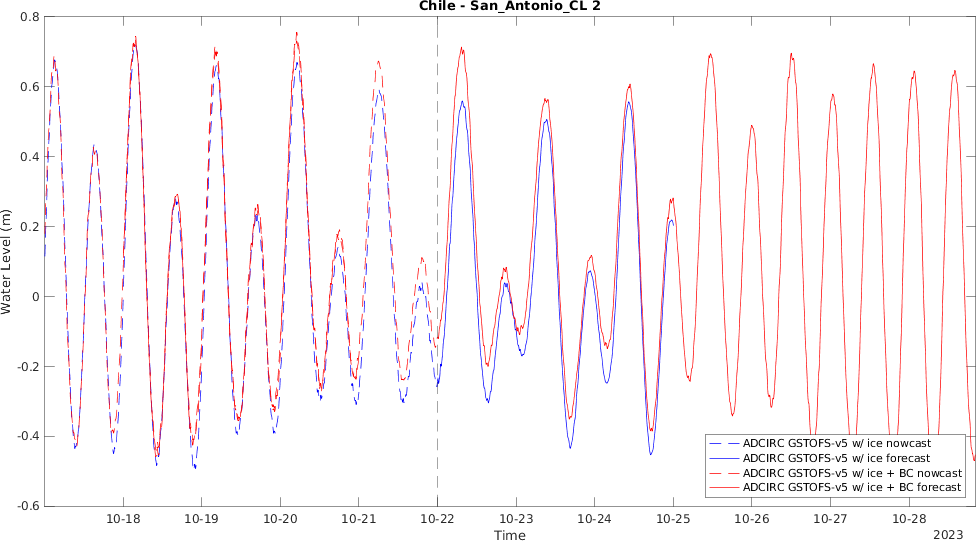 Chile - San_Antonio_CL 2
Water Level (m)
0.8
0.6
0.4
0.2
0
-0.2
-0.4
-0.6
10-18 10-19 10-20 10-21 10-22 10-23 10-24 10-25 10-26 10-27 10-28
Time
2023
ADCIRC GSTOFS-v5 w/ ice nowcast
ADCIRC GSTOFS-v5 w/ ice forecast
ADCIRC GSTOFS-v5 w/ ice + BC nowcast
ADCIRC GSTOFS-v5 w/ ice + BC forecast